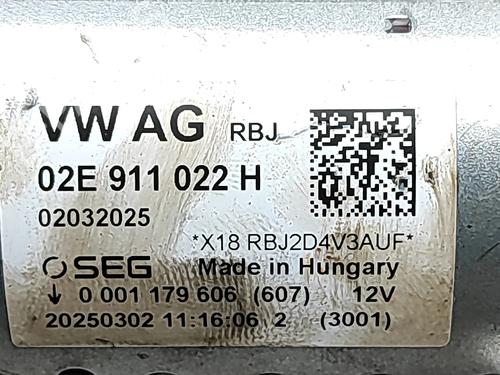 VW AG RBJ
02E 911 022 H
02032025
*X18 RBJ2D4V3AUF*
SEG Made in Hungary
↓ 0 001 179 606 (607) 12V
20250302 11:16:06 2 (3001)